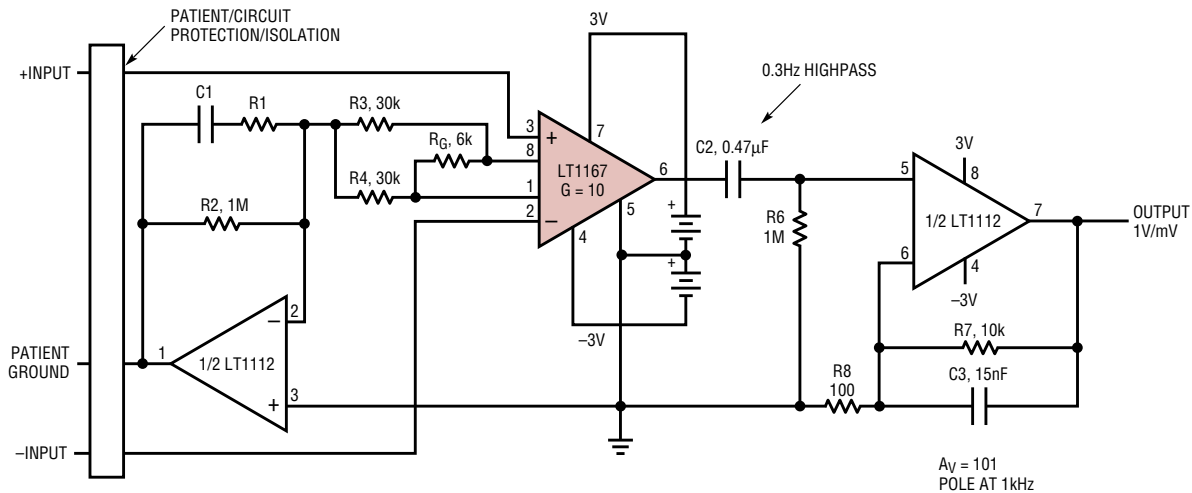 PATIENT/CIRCUIT
PROTECTION/ISOLATION
+INPUT
C1
R1
R3, 30k
RG, 6k
R4, 30k
R2, 1M
3
8
1
2
+
–
LT1167
G = 10
7
3V
6
5
4
–3V
+
+
0.3Hz HIGHPASS
C2, 0.47µF
R6
1M
5
6
3V
8
1/2 LT1112
4
–3V
7
OUTPUT
1V/mV
R7, 10k
C3, 15nF
R8
100
AV = 101
POLE AT 1kHz
PATIENT
GROUND
1
1/2 LT1112
2
–
+
3
–INPUT